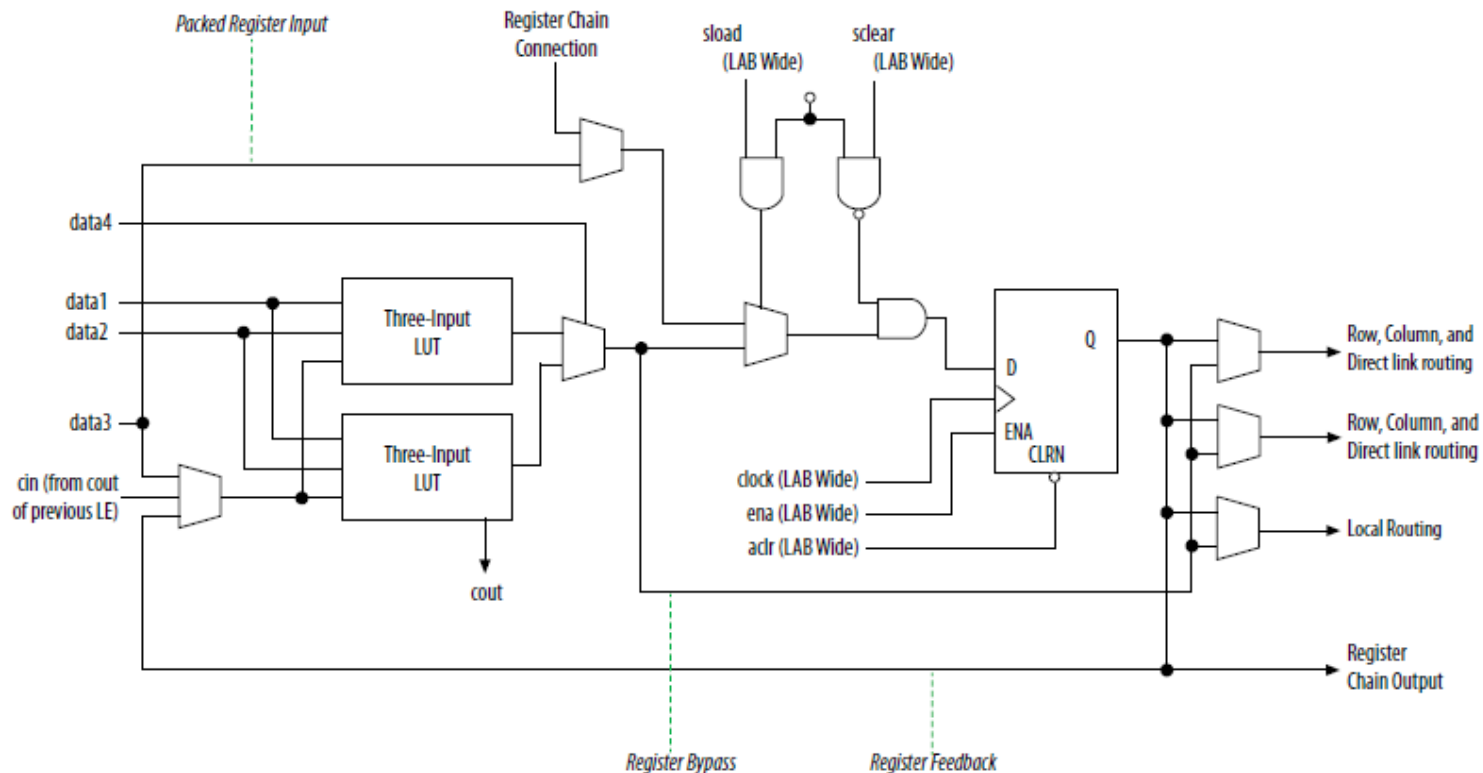 Packed Register Input
Register Chain
Connection
sload
(LAB Wide)
sclear
(LAB Wide)
data4
data1
data2
Three-Input
LUT
data3
Three-Input
LUT
cin (from cout
of previous LE)
cout
D
Q
ENA
CLRN
clock (LAB Wide)
ena (LAB Wide)
aclr (LAB Wide)
Row, Column, and
Direct link routing
Row, Column, and
Direct link routing
Local Routing
Register
Chain Output
Register Bypass
Register Feedback